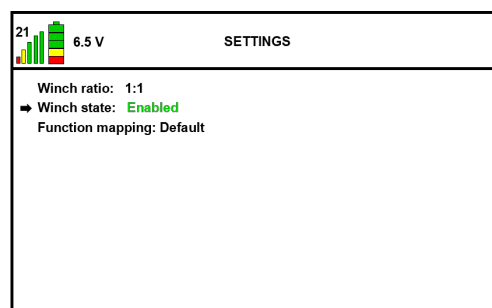 21
6.5 V
SETTINGS
Winch ratio: 1:1
Winch state: Enabled
Function mapping: Default